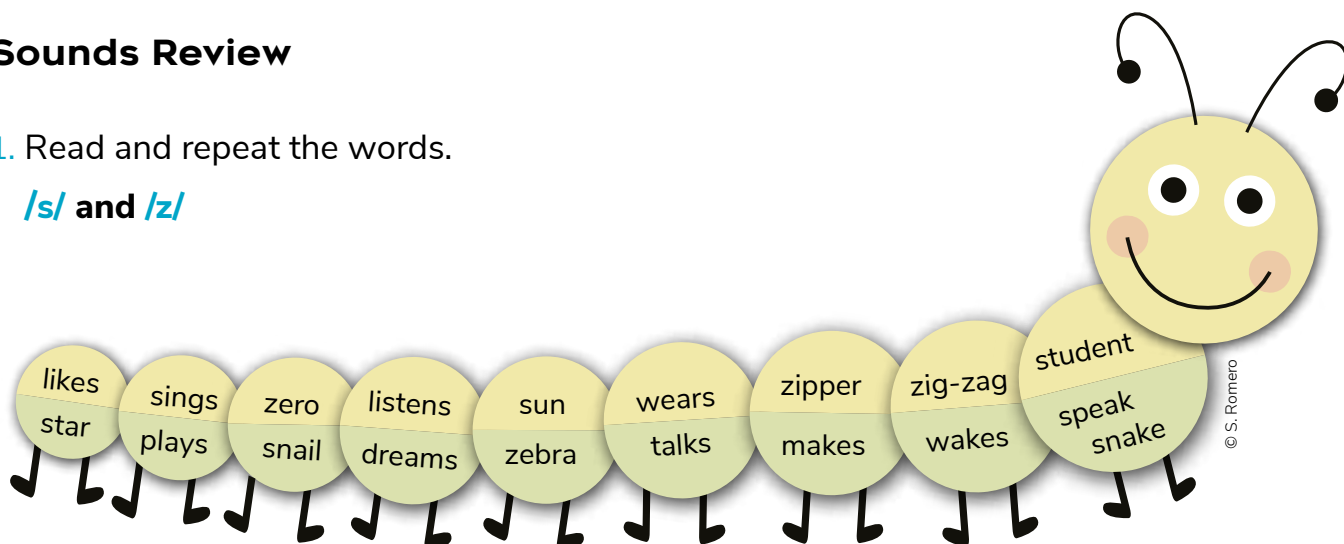 Sounds Review
1. Read and repeat the words.
/s/ and /z/
likes
star
sings
plays
zero
snail
listens
dreams
sun
zebra
wears
talks
zipper
makes
zig-zag
wakes
student
speak
snake
© S. Romero